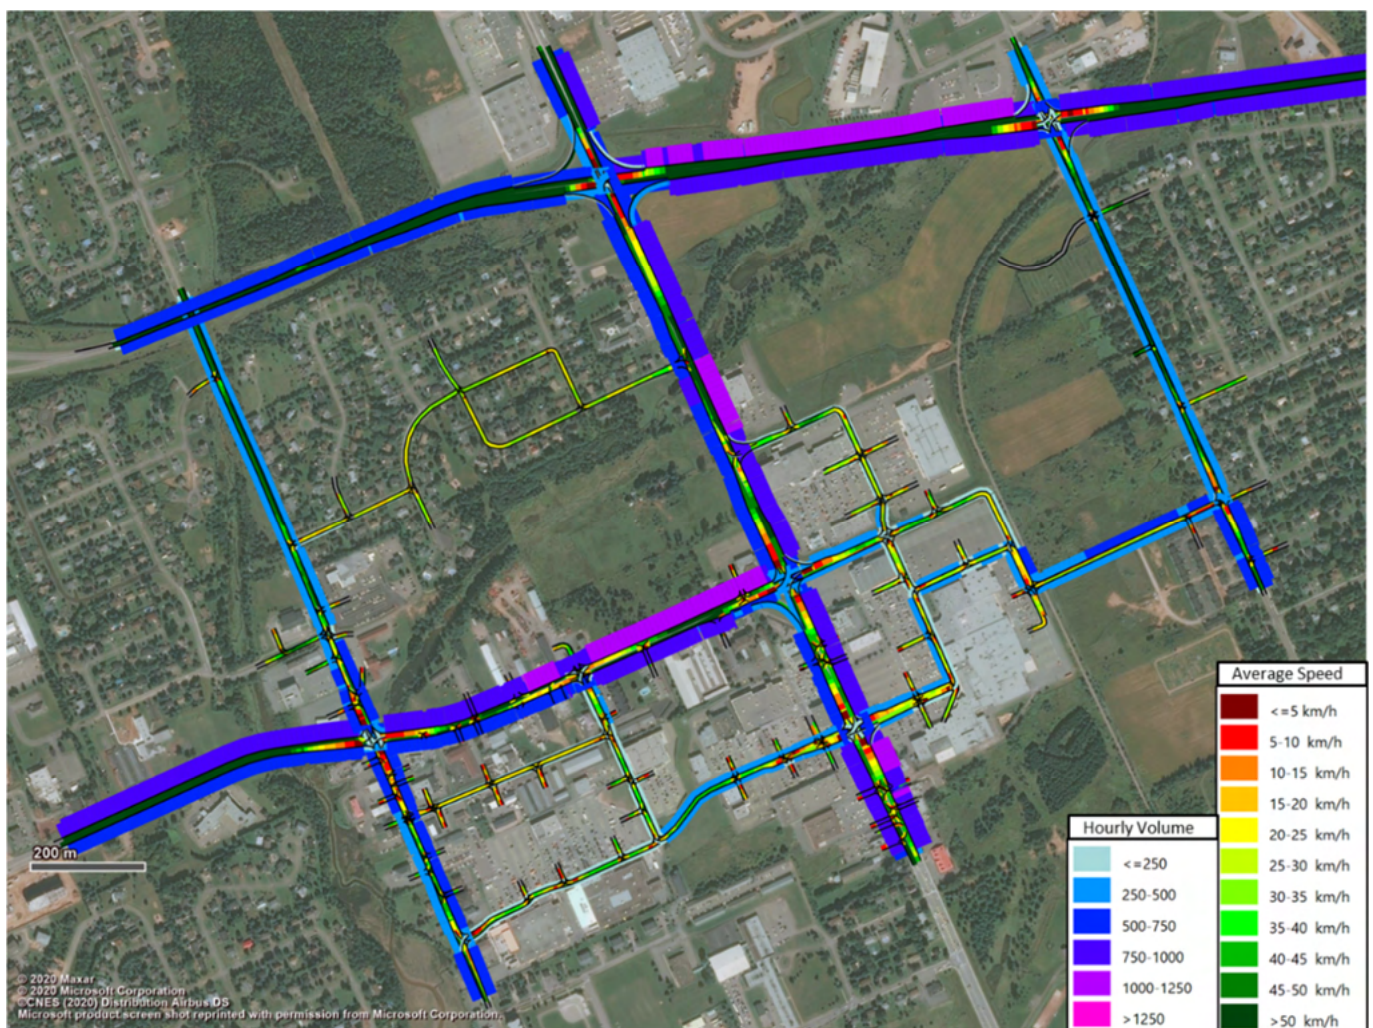 Average Speed
<=5 km/h
5-10 km/h
10-15 km/h
15-20 km/h
20-25 km/h
25-30 km/h
30-35 km/h
35-40 km/h
40-45 km/h
45-50 km/h
>50 km/h
Hourly Volume
<=250
250-500
500-750
750-1000
1000-1250
>1250
200 m
© 2020 Maxar
© 2020 Microsoft Corporation
©CNES (2020) Distribution Airbus DS
Microsoft product screen shot reprinted with permission from Microsoft Corporation.